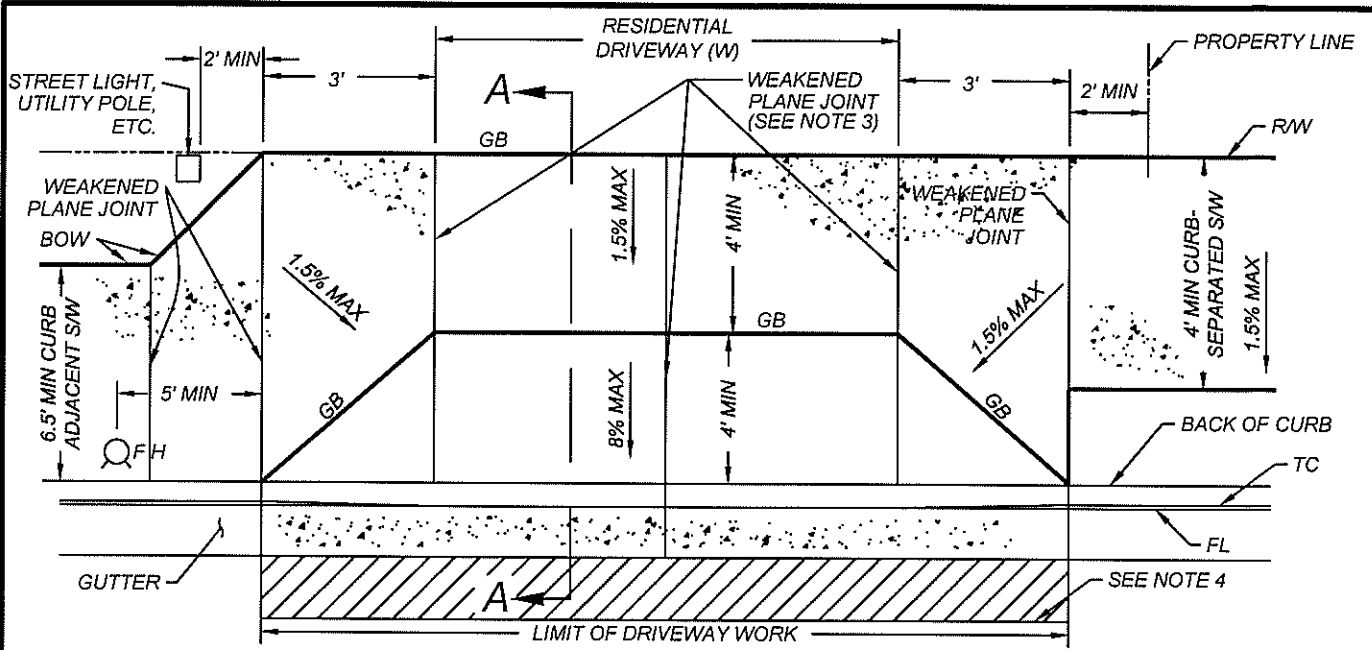 RESIDENTIAL
DRIVEWAY (W)
PROPERTY LINE
2' MIN
3'
3'
2' MIN
STREET LIGHT,
UTILITY POLE,
ETC.
A
WEAKENED
PLANE JOINT
(SEE NOTE 3)
GB
R/W
WEAKENED
PLANE JOINT
BOW
1.5% MAX
4' MIN
WEAKENED
PLANE
JOINT
1.5% MAX
1.5% MAX
4' MIN CURB-
SEPARATED S/W
1.5% MAX
6.5' MIN CURB
ADJACENT S/W
5' MIN
GB
GB
8% MAX
4' MIN
GB
FH
BACK OF CURB
TC
FL
GUTTER
A
SEE NOTE 4
LIMIT OF DRIVEWAY WORK